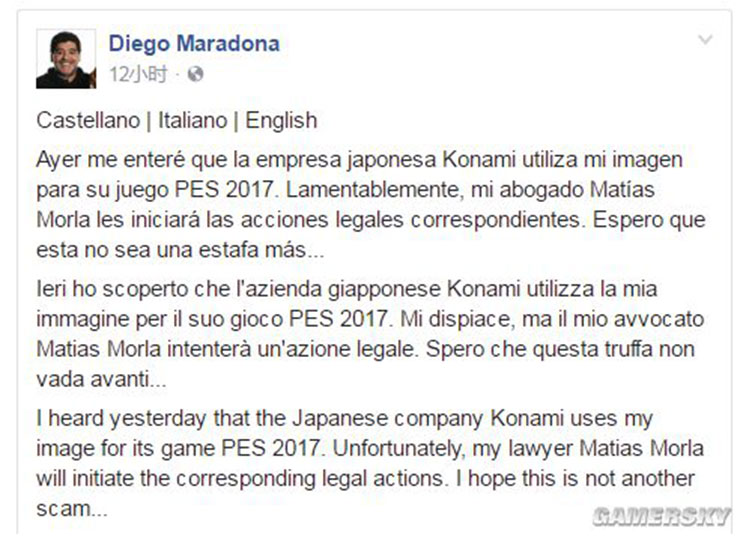 Diego Maradona
12小时 ·
Castellano | Italiano | English
Ayer me enteré que la empresa japonesa Konami utiliza mi imagen
para su juego PES 2017. Lamentablemente, mi abogado Matías
Morla les iniciará las acciones legales correspondientes. Espero que
esta no sea una estafa más...
Ieri ho scoperto che l'azienda giapponese Konami utilizza la mia
immagine per il suo gioco PES 2017. Mi dispiace, ma il mio avvocato
Matias Morla intenterà un'azione legale. Spero che questa truffa non
vada avanti...
I heard yesterday that the Japanese company Konami uses my
image for its game PES 2017. Unfortunately, my lawyer Matias Morla
will initiate the corresponding legal actions. I hope this is not another
scam...
GAMERSKY